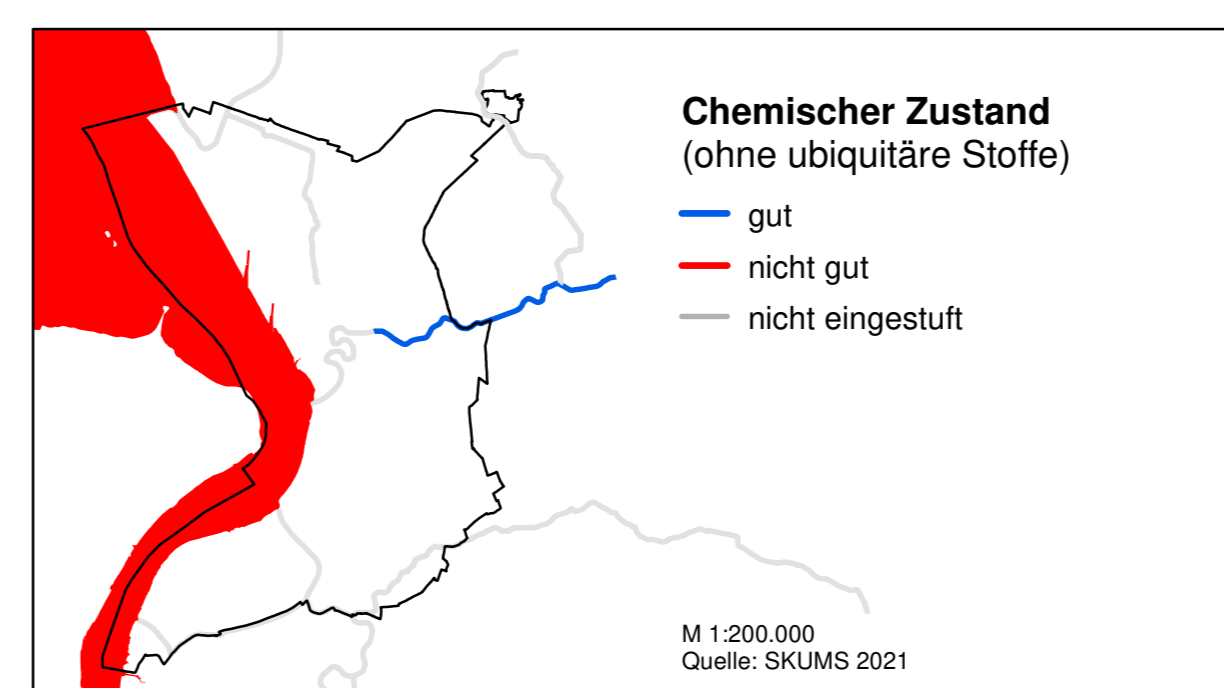 Chemischer Zustand
(ohne ubiquitäre Stoffe)
gut
nicht gut
nicht eingestuft
M 1:200.000
Quelle: SKUMS 2021